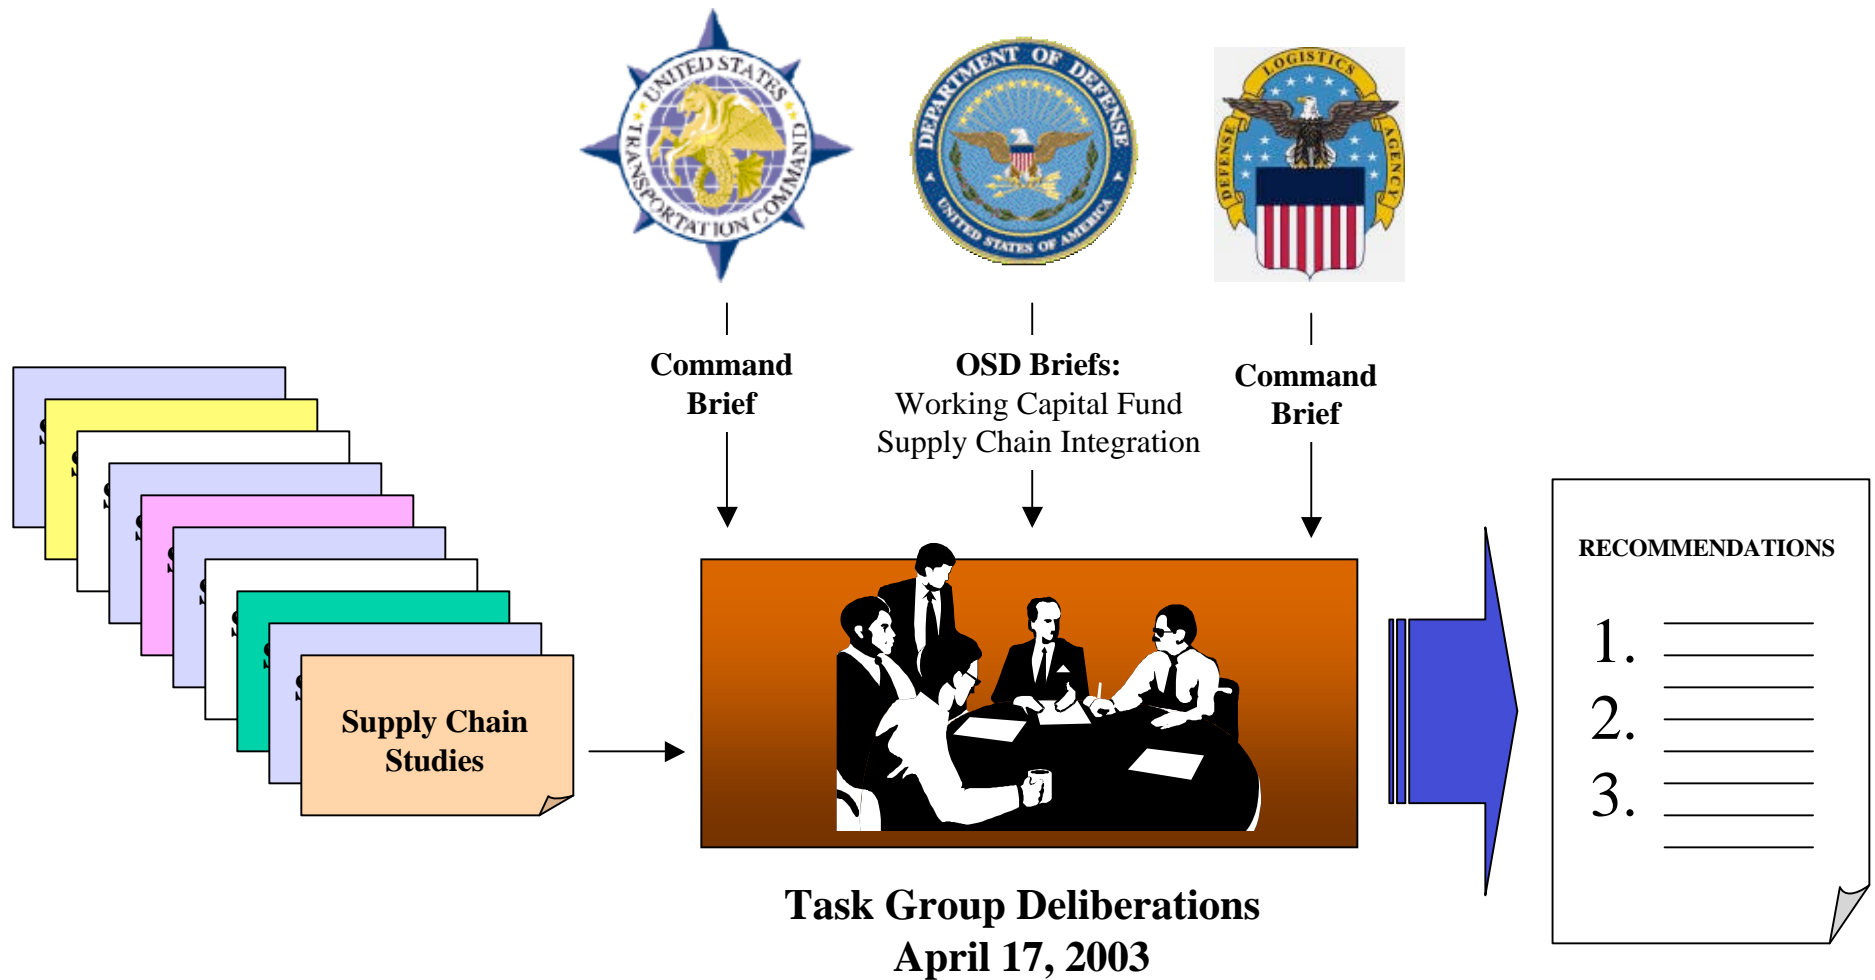 UNITED STATES
TRANSPORTATION COMMAND
DEPARTMENT OF DEFENSE
UNITED STATES OF AMERICA
LOGISTICS
DEFENSE
AGENCY
Command
Brief
OSD Briefs:
Working Capital Fund
Supply Chain Integration
Command
Brief
S
S
S
S
S
S
S
S
S
Supply Chain
Studies
RECOMMENDATIONS
1.
2.
3.
Task Group Deliberations
April 17, 2003